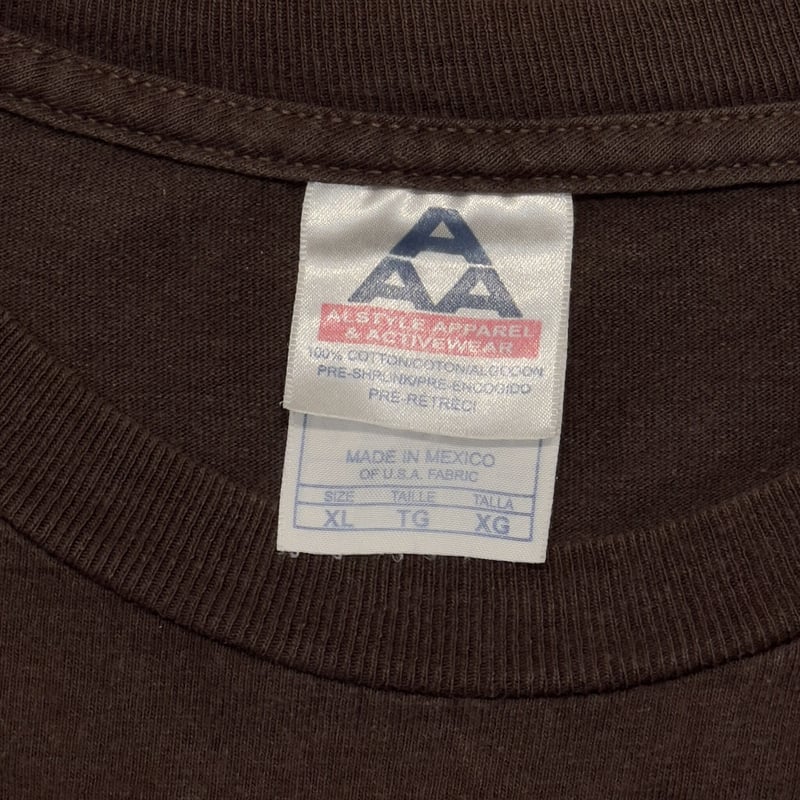 A
AA
ALSTYLE APPAREL
& ACTIVEWEAR
100% COTTON/COTON/ALGODON
PRE-SHRUNK/PRE-ENCOGIDO
PRE-RETRECI
MADE IN MEXICO
OF U.S.A. FABRIC
SIZE TAILLE TALLA
XL TG XG